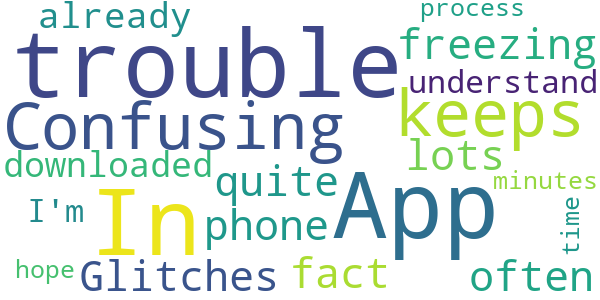 already
process
trouble
freezing
understand
Confusing
keeps
downloaded
lots
quite
minutes
In
App
I'm
phone
time
hope
Glitches
fact
often